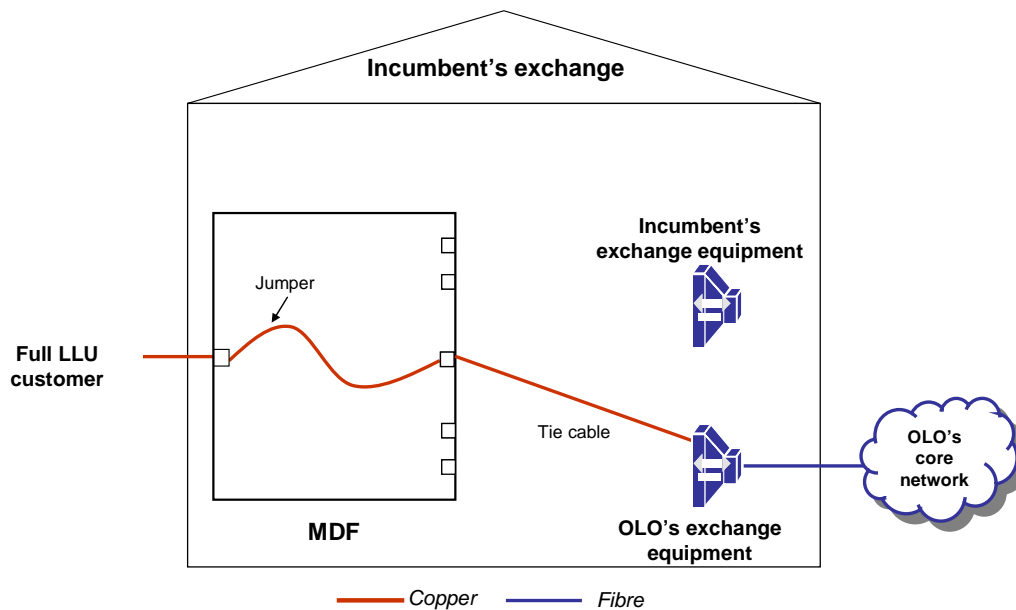 Incumbent's exchange
Incumbent's
exchange equipment
Jumper
Full LLU
customer
Tie cable
OLO's
core
network
MDF
OLO's exchange
equipment
Copper
Fibre